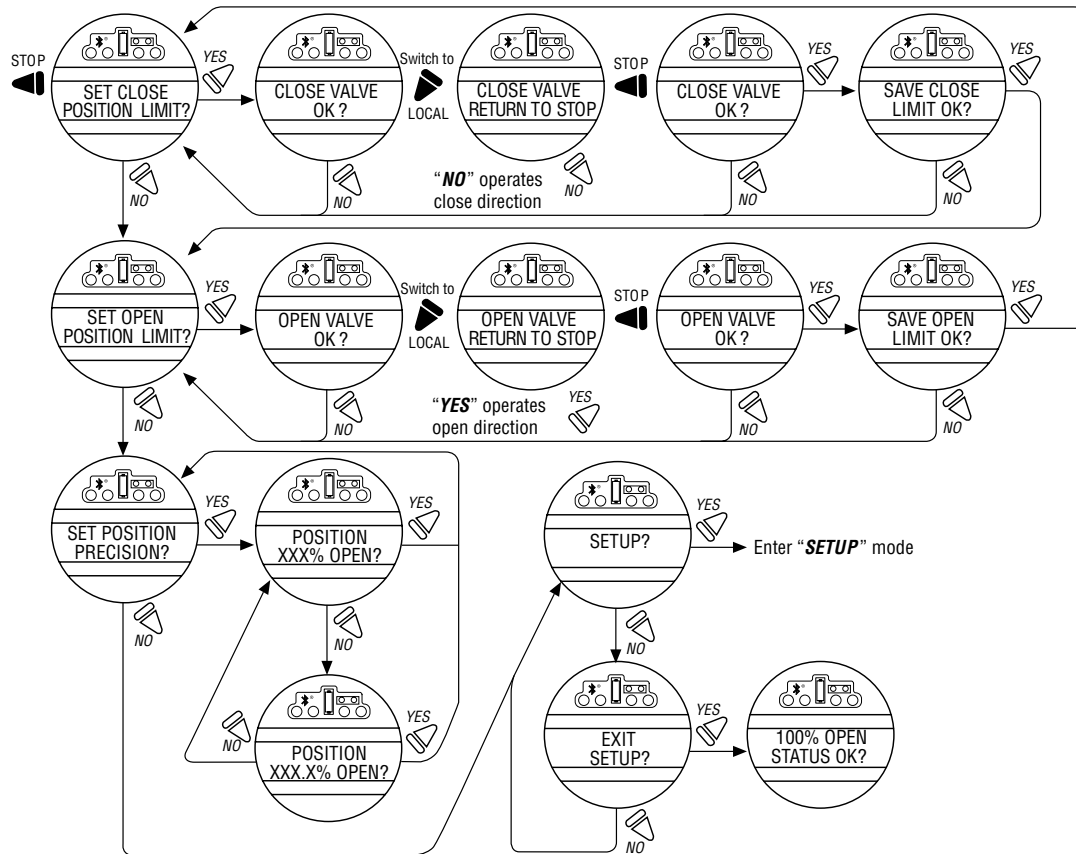 STOP
SET CLOSE
POSITION LIMIT?
YES
NO
CLOSE VALVE
OK?
NO
Switch to
LOCAL
CLOSE VALVE
RETURN TO STOP
NO
"NO" operates
close direction
STOP
CLOSE VALVE
OK?
YES
NO
SAVE CLOSE
LIMIT OK?
YES
NO
SET OPEN
POSITION LIMIT?
YES
NO
OPEN VALVE
OK?
NO
Switch to
LOCAL
OPEN VALVE
RETURN TO STOP
"YES" operates
open direction
YES
STOP
OPEN VALVE
OK?
YES
NO
SAVE OPEN
LIMIT OK?
YES
NO
SET POSITION
PRECISION?
YES
NO
POSITION
XXX% OPEN?
YES
NO
POSITION
XXX.X% OPEN?
YES
NO
SETUP?
YES
Enter "SETUP" mode
NO
EXIT
SETUP?
YES
NO
100% OPEN
STATUS OK?